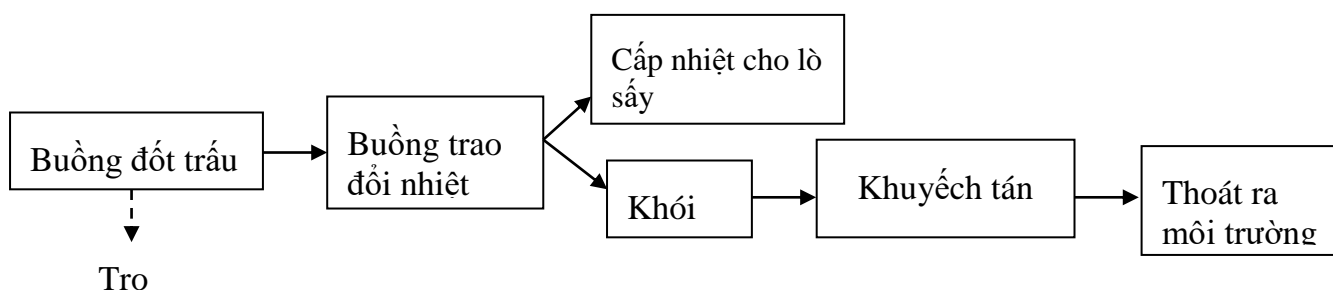 Buồng đốt trấu
Tro
Buồng trao
đổi nhiệt
Cấp nhiệt cho lò
sấy
Khói
Khuyếch tán
Thoát ra
môi trường